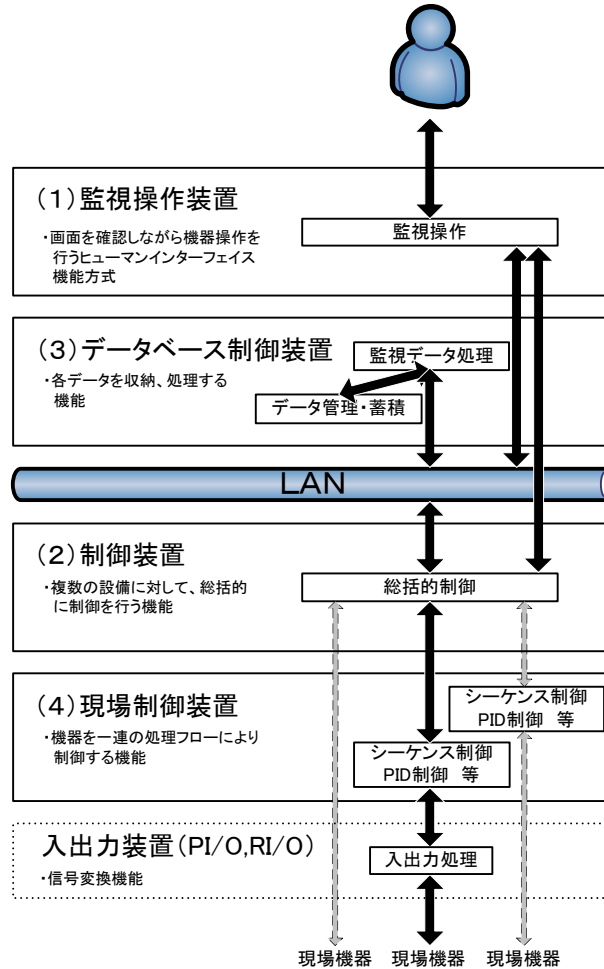 (1)監視操作装置
・画面を確認しながら機器操作を
行うヒューマンインターフェイス
機能方式
監視操作
(3)データベース制御装置
・各データを収納、処理する
機能
監視データ処理
データ管理・蓄積
LAN
(2)制御装置
・複数の設備に対して、総括的
に制御を行う機能
総括的制御
(4)現場制御装置
・機器を一連の処理フローにより
制御する機能
シーケンス制御
PID制御 等
シーケンス制御
PID制御 等
入出力装置(PI/O,RI/O)
・信号変換機能
入出力処理
現場機器 現場機器 現場機器